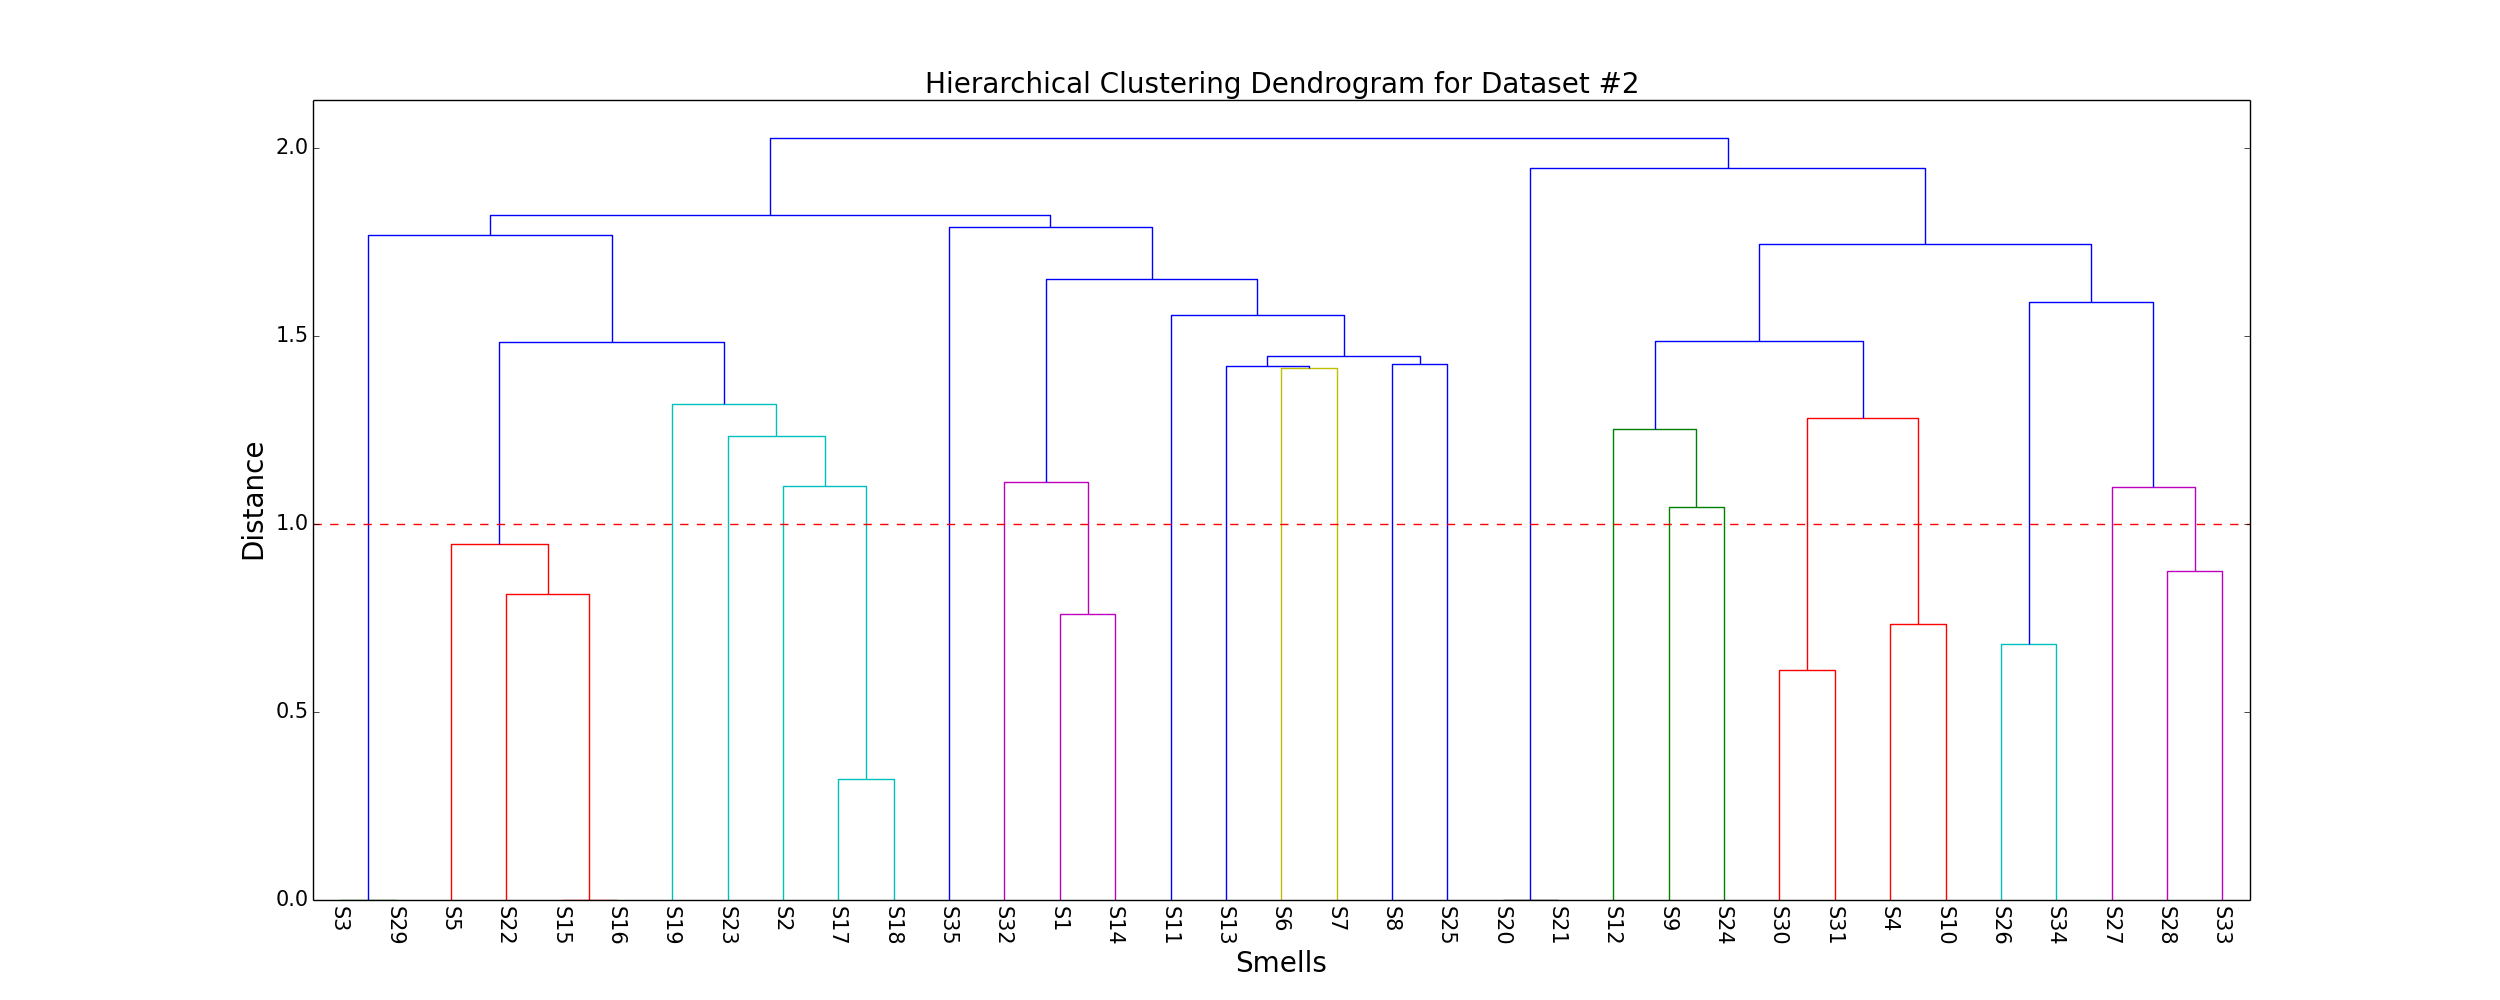 Hierarchical Clustering Dendrogram for Dataset #2
2.0
1.5
1.0
0.5
0.0
Distance
S3 S29 S5 S22 S15 S16 S19 S23 S2 S17 S18 S35 S32 S1 S14 S11 S13 S6 S7 S8 S25 S20 S21 S12 S9 S24 S30 S31 S4 S10 S26 S34 S27 S28 S33
Smells